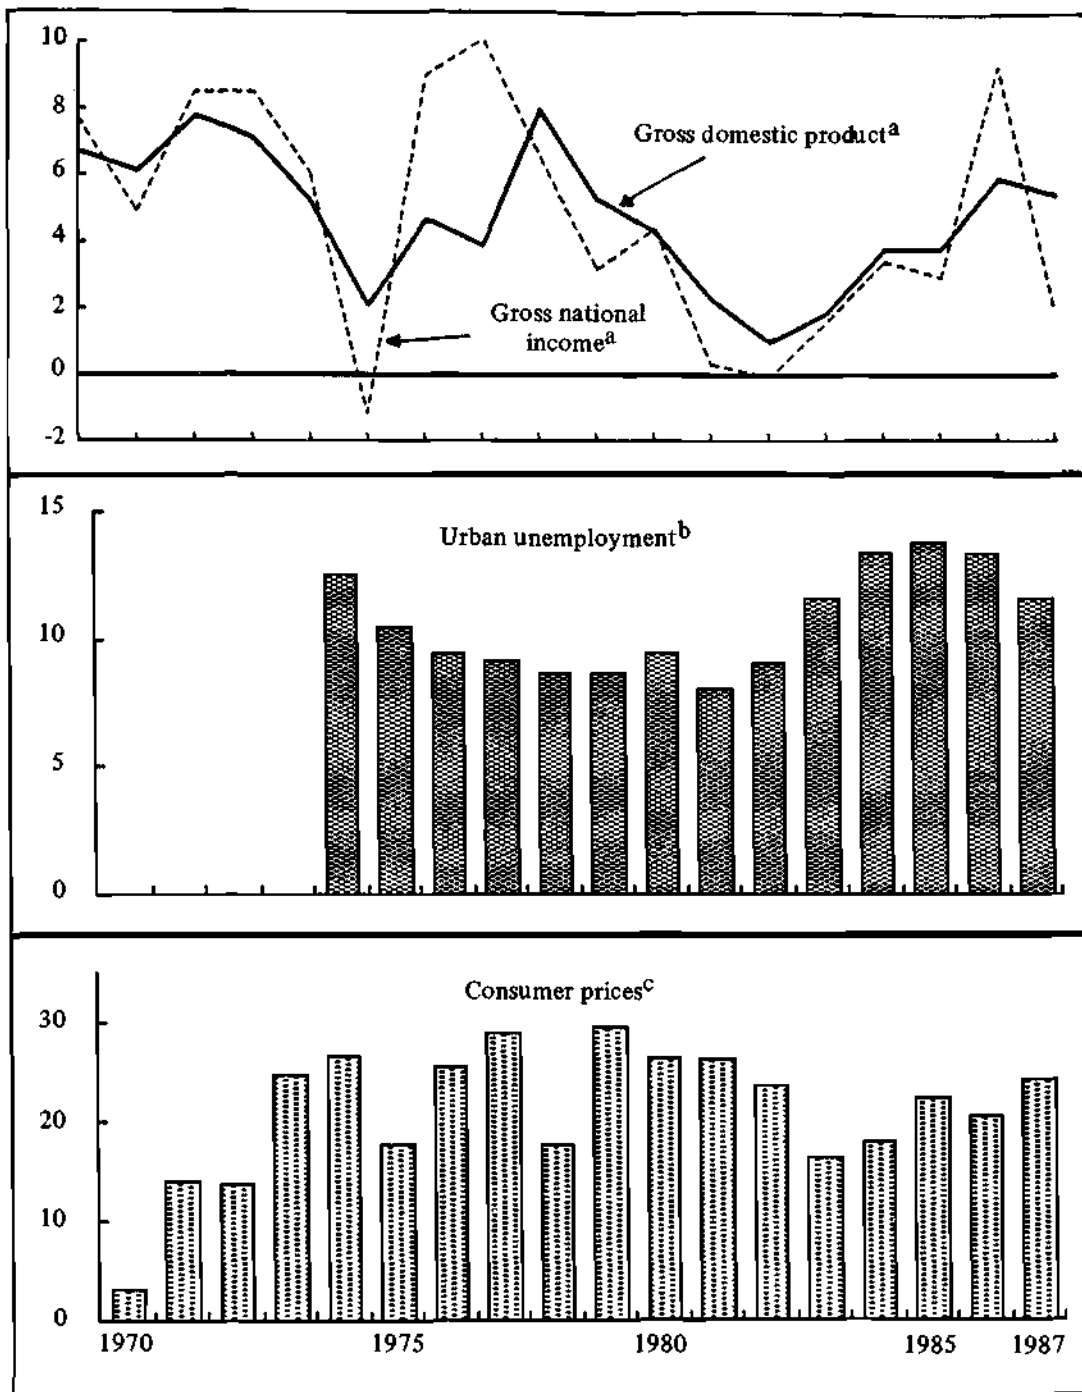 10
8
6
4
2
0
-2
Gross domestic product^a
Gross national
income^a
15
10
5
0
Urban unemployment^b
30
20
10
0
Consumer prices^c
1970 1975 1980 1985 1987